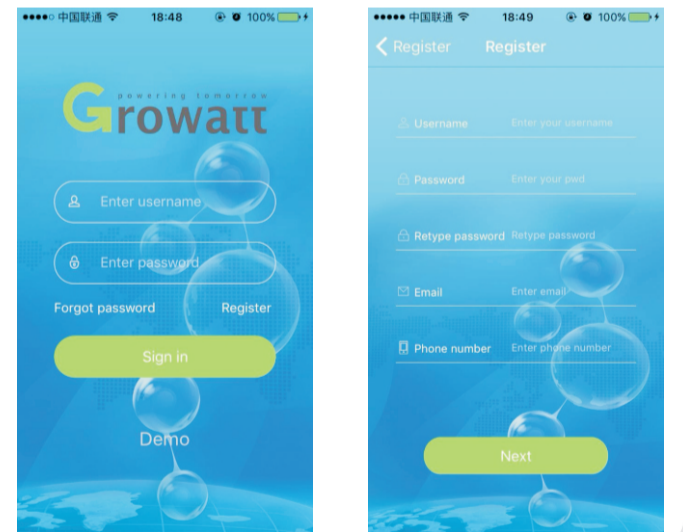 中国联通 18:48 100%
powering tomorrow
Growatt
Enter username
Enter password
Forgot password Register
Sign in
Demo
中国联通 18:49 100%
Register Register
Username Enter your username
Password Enter your pwd
Retype password Retype password
Email Enter email
Phone number Enter phone number
Next